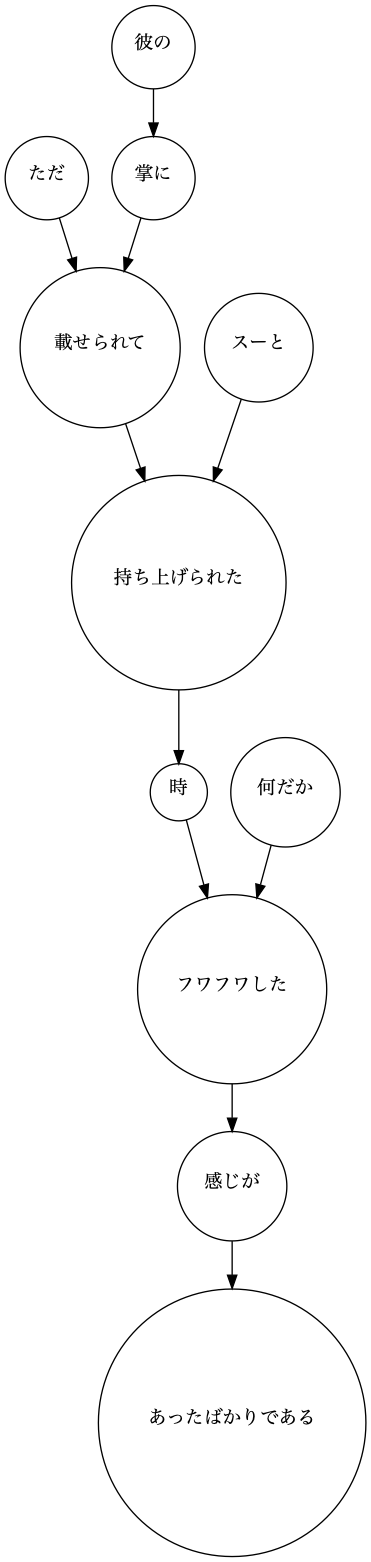 彼の
ただ
掌に
載せられて
スーと
持ち上げられた
時
何だか
フワフワした
感じが
あったばかりである